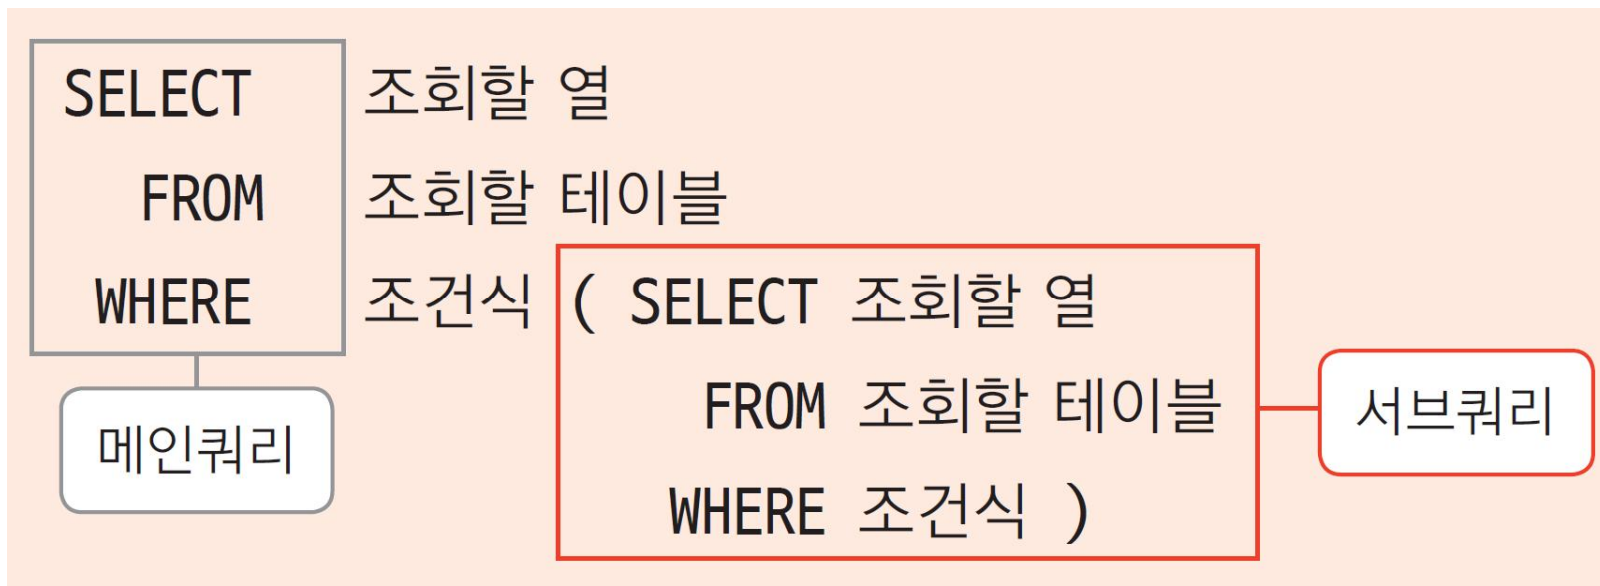 SELECT 조회할 열
FROM 조회할 테이블
WHERE 조건식 ( SELECT 조회할 열
FROM 조회할 테이블
WHERE 조건식 )
메인쿼리
서브쿼리